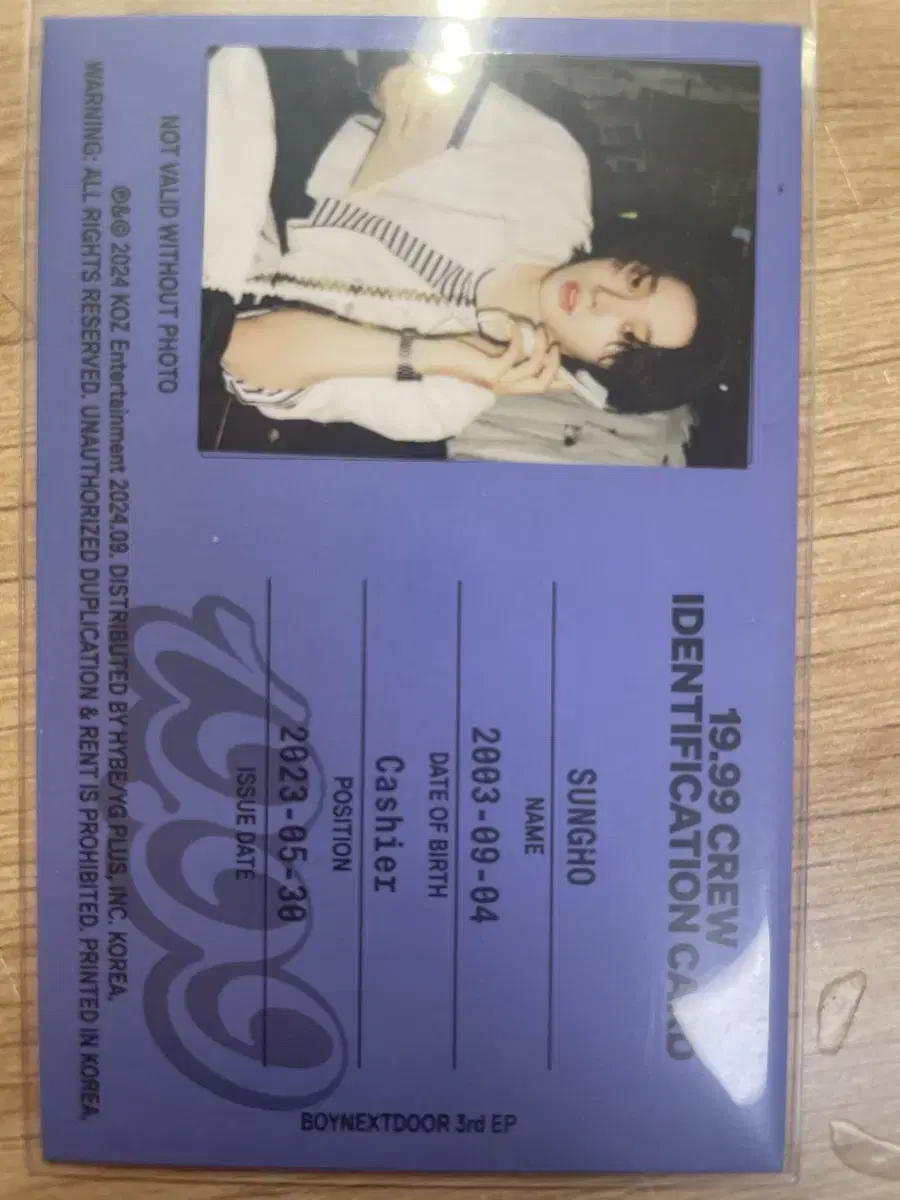 19.99 CREW
IDENTIFICATION CARD
SUNGHO
NAME
2003-09-04
DATE OF BIRTH
Cashier
POSITION
2023-05-30
ISSUE DATE
BOYNEXTDOOR 3rd EP
NOT VALID WITHOUT PHOTO
℗&© 2024 KOZ Entertainment 2024.09. DISTRIBUTED BY HYBE/YG PLUS, INC. KOREA.
WARNING: ALL RIGHTS RESERVED. UNAUTHORIZED DUPLICATION & RENT IS PROHIBITED. PRINTED IN KOREA.